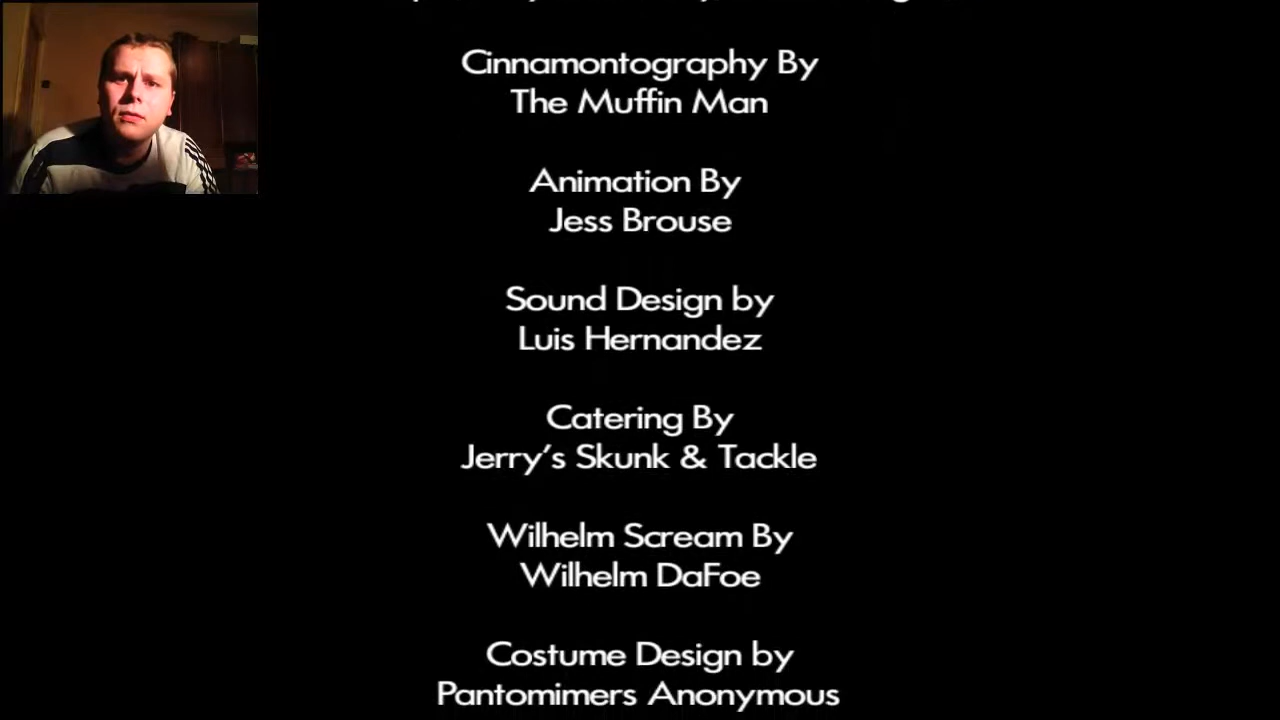 Cinnamontography By
The Muffin Man
Animation By
Jess Brouse
Sound Design by
Luis Hernandez
Catering By
Jerry's Skunk & Tackle
Wilhelm Scream By
Wilhelm DaFoe
Costume Design by
Pantomimers Anonymous